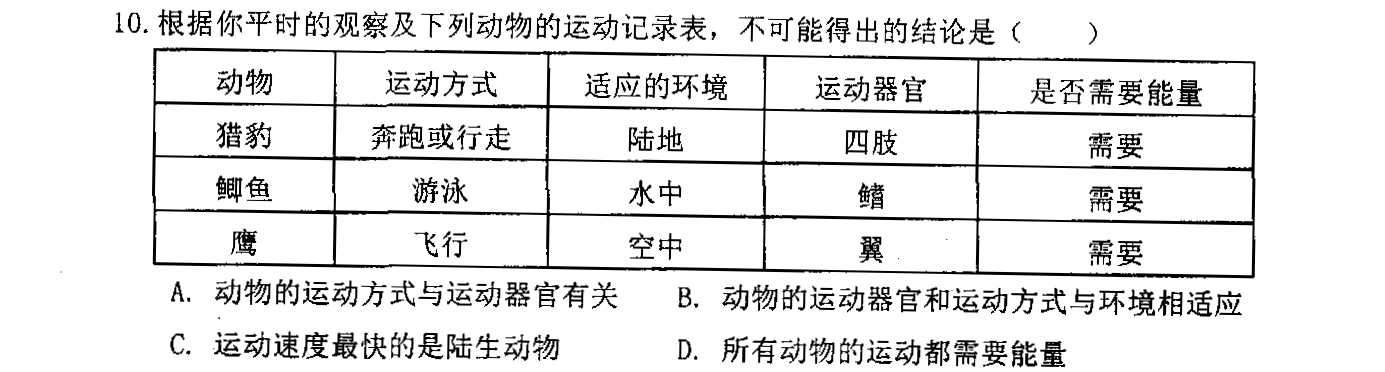 10.根据你平时的观察及下列动物的运动记录表，不可能得出的结论是（　　）
动物 运动方式 适应的环境 运动器官 是否需要能量
猎豹 奔跑或行走 陆地 四肢 需要
鲫鱼 游泳 水中 鳍 需要
鹰 飞行 空中 翼 需要
A. 动物的运动方式与运动器官有关 B. 动物的运动器官和运动方式与环境相适应
C. 运动速度最快的是陆生动物 D. 所有动物的运动都需要能量